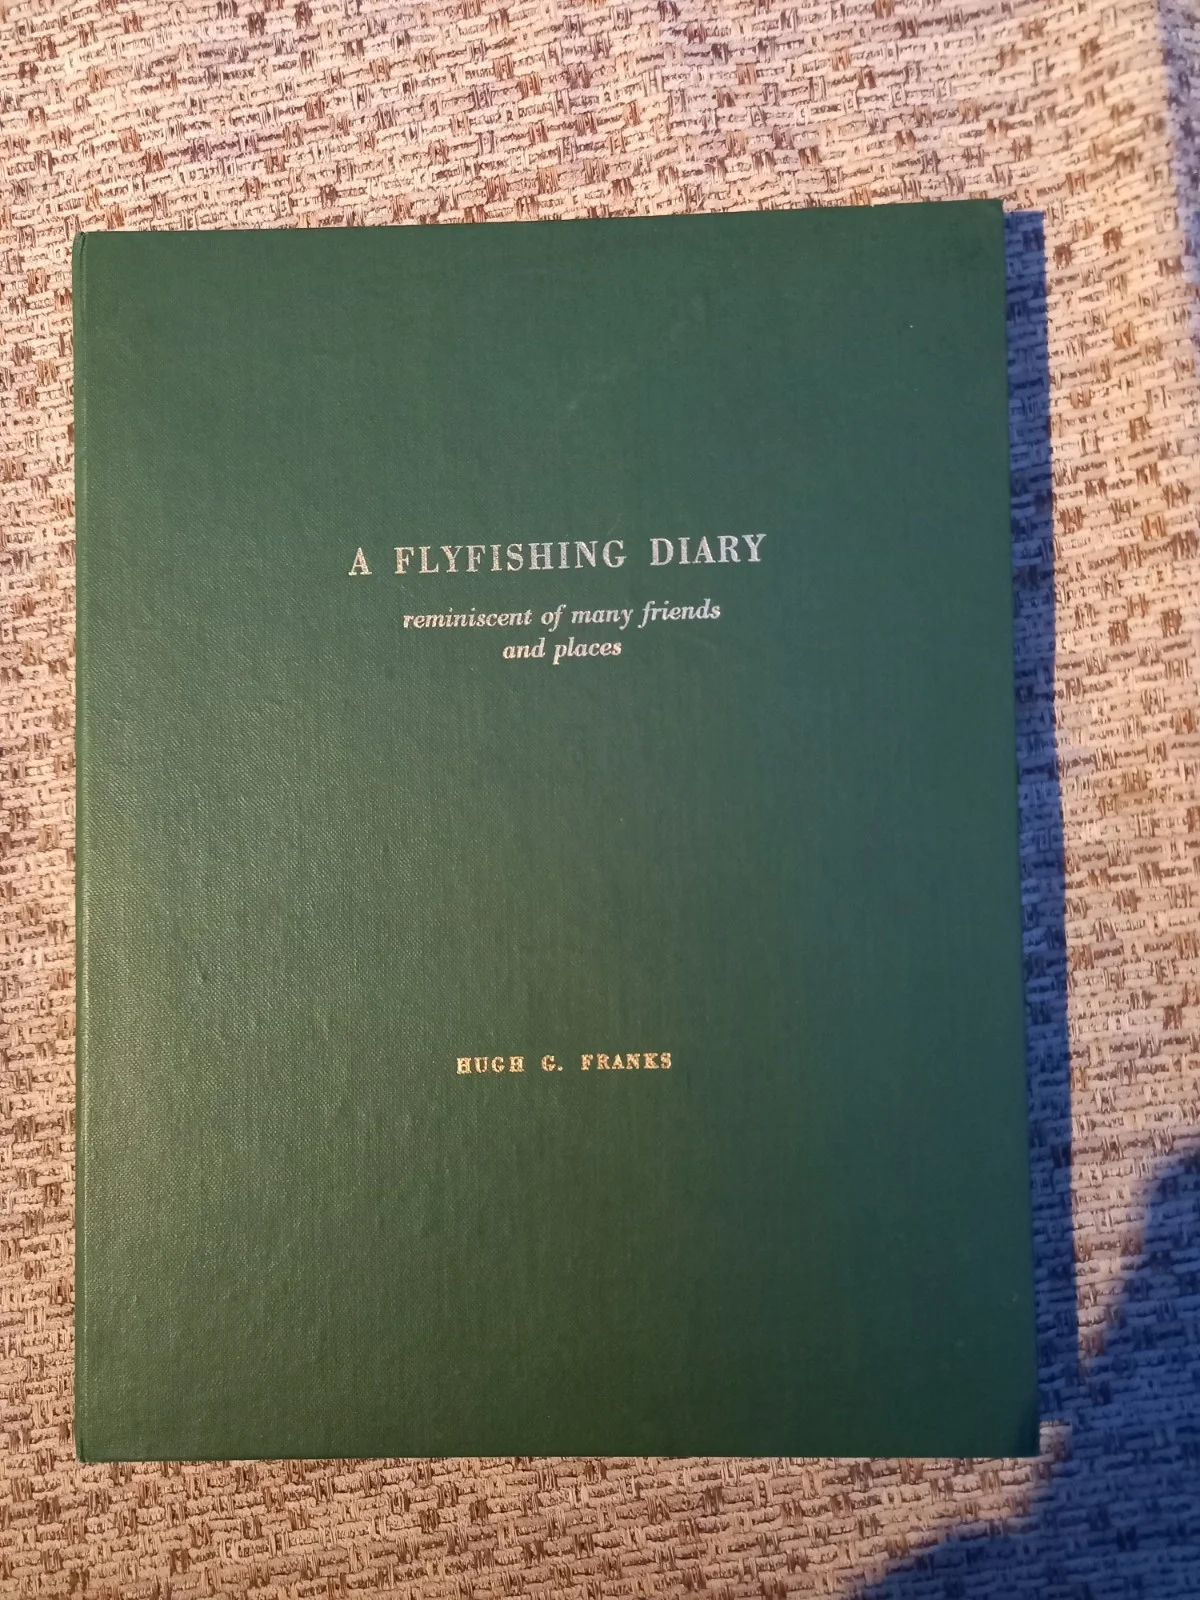 A FLYFISHING DIARY
reminiscent of many friends
and places
HUGH G. FRANKS